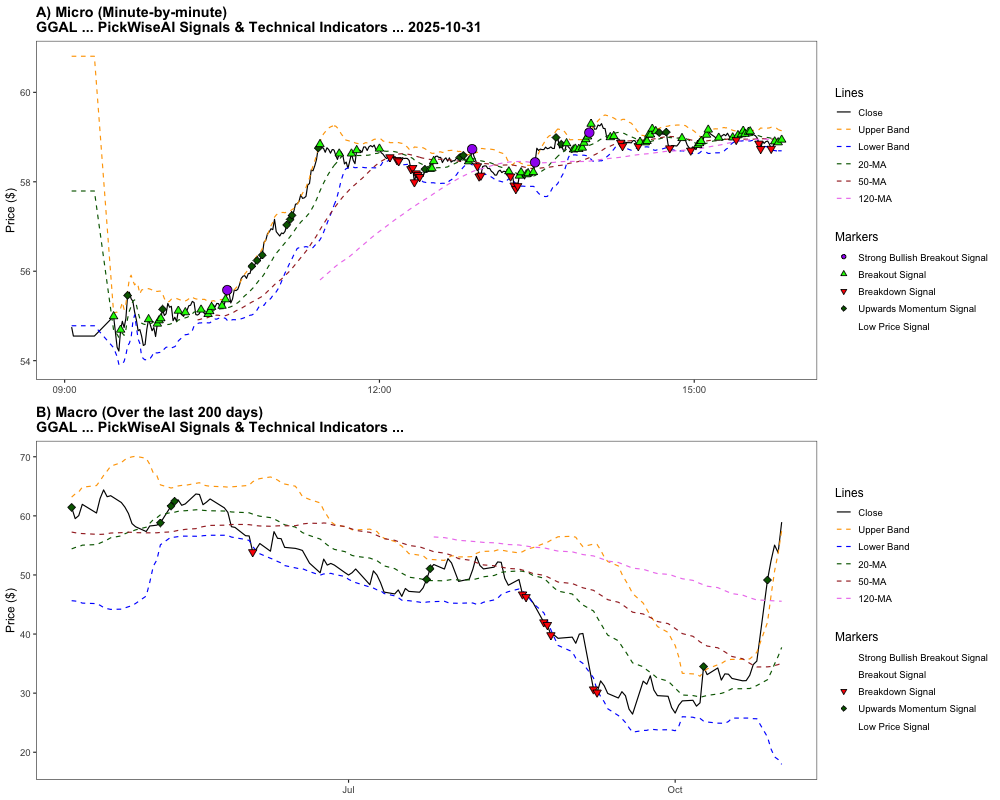 A) Micro (Minute-by-minute)
GGAL ... PickWiseAI Signals & Technical Indicators ... 2025-10-31
Price ($)
60
58
56
54
09:00
12:00
15:00
Lines
Close
Upper Band
Lower Band
20-MA
50-MA
120-MA
Markers
Strong Bullish Breakout Signal
Breakout Signal
Breakdown Signal
Upwards Momentum Signal
Low Price Signal
B) Macro (Over the last 200 days)
GGAL ... PickWiseAI Signals & Technical Indicators ...
Price ($)
70
60
50
40
30
20
Jul
Oct
Lines
Close
Upper Band
Lower Band
20-MA
50-MA
120-MA
Markers
Strong Bullish Breakout Signal
Breakout Signal
Breakdown Signal
Upwards Momentum Signal
Low Price Signal